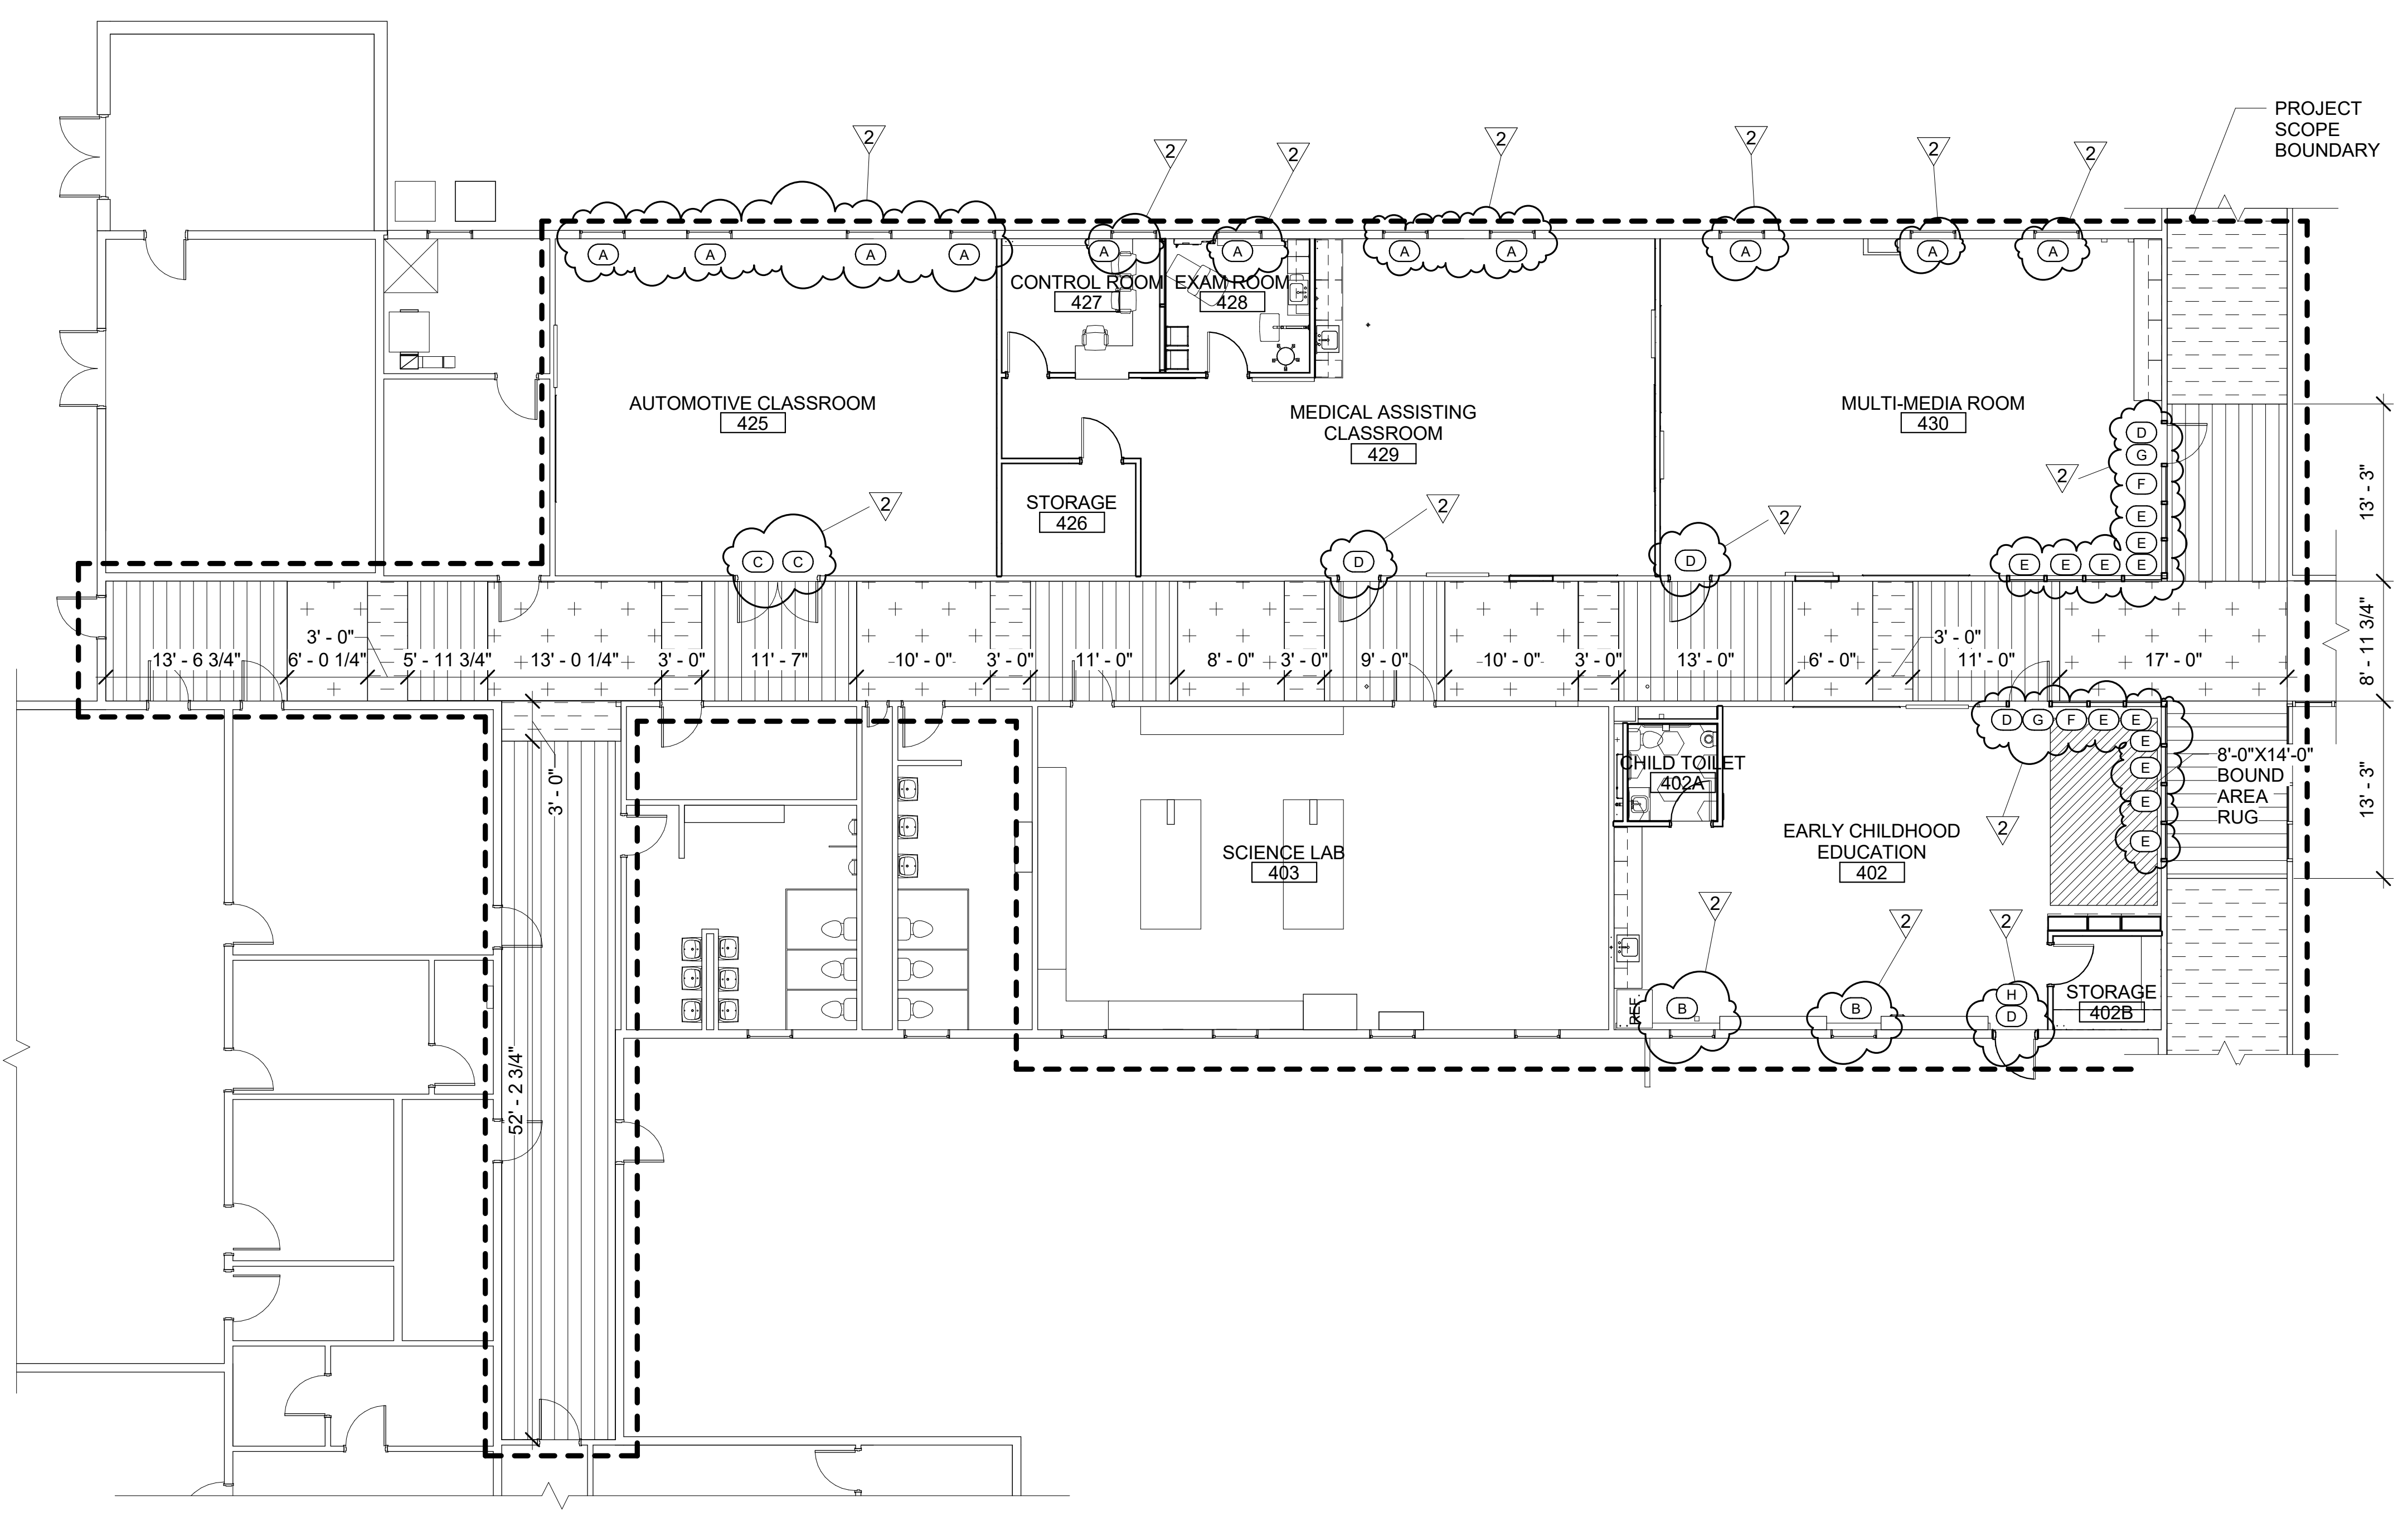 PROJECT
SCOPE
BOUNDARY
2
2
2
2
2
2
2
A
A
A
A
A
A
A
A
A
A
A
CONTROL ROOM
427
EXAM ROOM
428
AUTOMOTIVE CLASSROOM
425
MEDICAL ASSISTING
CLASSROOM
429
MULTI-MEDIA ROOM
430
D
G
F
E
E
E
E
E
E
2
13' - 3"
STORAGE
426
2
2
2
C
C
D
D
3' - 0"
3' - 0"
13' - 6 3/4"
6' - 0 1/4"
5' - 11 3/4"
13' - 0 1/4"
3' - 0"
11' - 7"
10' - 0"
3' - 0"
11' - 0"
8' - 0"
3' - 0"
9' - 0"
10' - 0"
3' - 0"
13' - 0"
6' - 0"
11' - 0"
17' - 0"
8' - 11 3/4"
D
G
F
E
E
E
E
E
E
8'-0"X14'-0"
BOUND
AREA
RUG
CHILD TOILET
402A
3' - 0"
13' - 3"
2
SCIENCE LAB
403
EARLY CHILDHOOD
EDUCATION
402
2
2
2
REF.
B
B
H
D
STORAGE
402B
52' - 2 3/4"